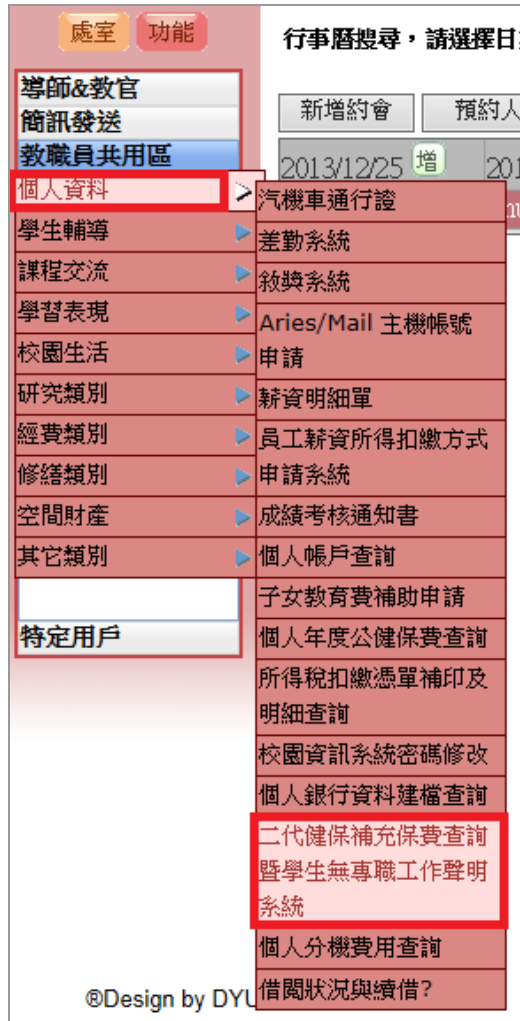 處室 功能
行事曆搜尋，請選擇日
導師&教官
簡訊發送
教職員共用區
新增約會 預約人
2013/12/25 增 201
個人資料
學生輔導
課程交流
學習表現
校園生活
研究類別
經費類別
修繕類別
空間財產
其它類別
特定用戶
汽機車通行證
差勤系統
敘獎系統
Aries/Mail 主機帳號
申請
薪資明細單
員工薪資所得扣繳方式
申請系統
成績考核通知書
個人帳戶查詢
子女教育費補助申請
個人年度公健保費查詢
所得稅扣繳憑單補印及
明細查詢
校園資訊系統密碼修改
個人銀行資料建檔查詢
二代健保補充保費查詢
暨學生無專職工作聲明
系統
個人分機費用查詢
借閱狀況與續借?
®Design by DYU